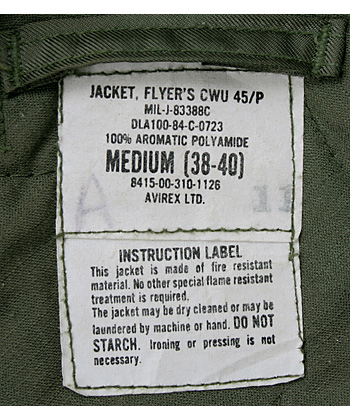 JACKET, FLYER'S CWU 45/P
MIL-J-83388C
DLA100-84-C-0723
100% AROMATIC POLYAMIDE
MEDIUM (38-40)
8415-00-310-1126
AVIREX LTD.
A 11
INSTRUCTION LABEL
This jacket is made of fire resistant
material. No other special flame resistant
treatment is required.
The jacket may be dry cleaned or may be
laundered by machine or hand. DO NOT
STARCH. Ironing or pressing is not
necessary.